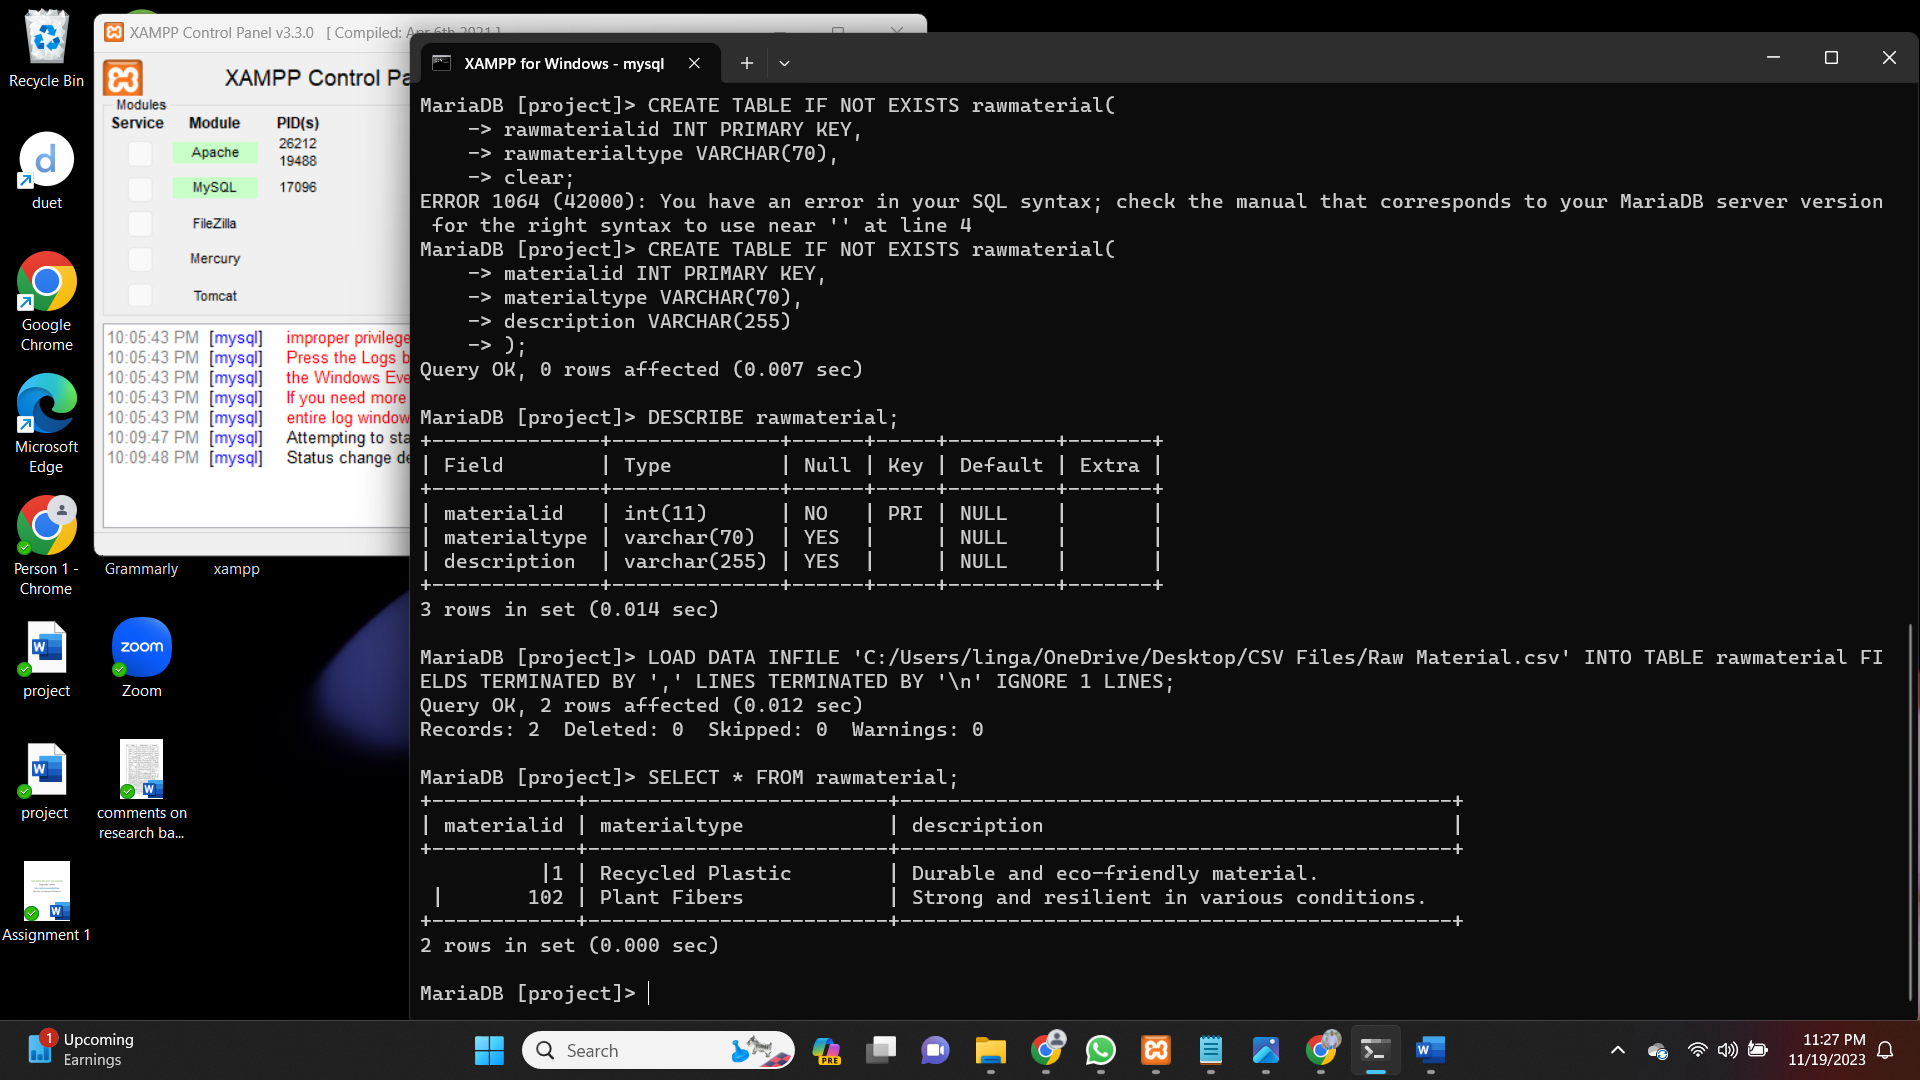 Recycle Bin
duet
Google
Chrome
Microsoft
Edge
Person 1 -
Chrome
Grammarly
xampp
project
Zoom
zoom
project
comments on
research ba...
Assignment 1
XAMPP Control Panel v3.3.0 [ Compiled: Apr 6th 2021 ]
XAMPP Control Pa
Modules
Service Module PID(s)
Apache 26212
19488
MySQL 17096
FileZilla
Mercury
Tomcat
10:05:43 PM [mysql] improper privilege
10:05:43 PM [mysql] Press the Logs b
10:05:43 PM [mysql] the Windows Eve
10:05:43 PM [mysql] If you need more
10:05:43 PM [mysql] entire log window
10:09:47 PM [mysql] Attempting to sta
10:09:48 PM [mysql] Status change de
XAMPP for Windows - mysql
MariaDB [project]> CREATE TABLE IF NOT EXISTS rawmaterial(
-> rawmaterialid INT PRIMARY KEY,
-> rawmaterialtype VARCHAR(70),
-> clear;
ERROR 1064 (42000): You have an error in your SQL syntax; check the manual that corresponds to your MariaDB server version
for the right syntax to use near '' at line 4
MariaDB [project]> CREATE TABLE IF NOT EXISTS rawmaterial(
-> materialid INT PRIMARY KEY,
-> materialtype VARCHAR(70),
-> description VARCHAR(255)
-> );
Query OK, 0 rows affected (0.007 sec)
MariaDB [project]> DESCRIBE rawmaterial;
+--------------+--------------+------+-----+---------+-------+
| Field | Type | Null | Key | Default | Extra |
+--------------+--------------+------+-----+---------+-------+
| materialid | int(11) | NO | PRI | NULL | |
| materialtype | varchar(70) | YES | | NULL | |
| description | varchar(255) | YES | | NULL | |
+--------------+--------------+------+-----+---------+-------+
3 rows in set (0.014 sec)
MariaDB [project]> LOAD DATA INFILE 'C:/Users/linga/OneDrive/Desktop/CSV Files/Raw Material.csv' INTO TABLE rawmaterial FI
ELDS TERMINATED BY ',' LINES TERMINATED BY '\n' IGNORE 1 LINES;
Query OK, 2 rows affected (0.012 sec)
Records: 2 Deleted: 0 Skipped: 0 Warnings: 0
MariaDB [project]> SELECT * FROM rawmaterial;
+------------+-------------------------+----------------------------------------------+
| materialid | materialtype | description |
+------------+-------------------------+----------------------------------------------+
|1 | Recycled Plastic | Durable and eco-friendly material.
| 102 | Plant Fibers | Strong and resilient in various conditions.
+------------+-------------------------+----------------------------------------------+
2 rows in set (0.000 sec)
MariaDB [project]>
1
Upcoming
Earnings
Search
PRE
11:27 PM
11/19/2023